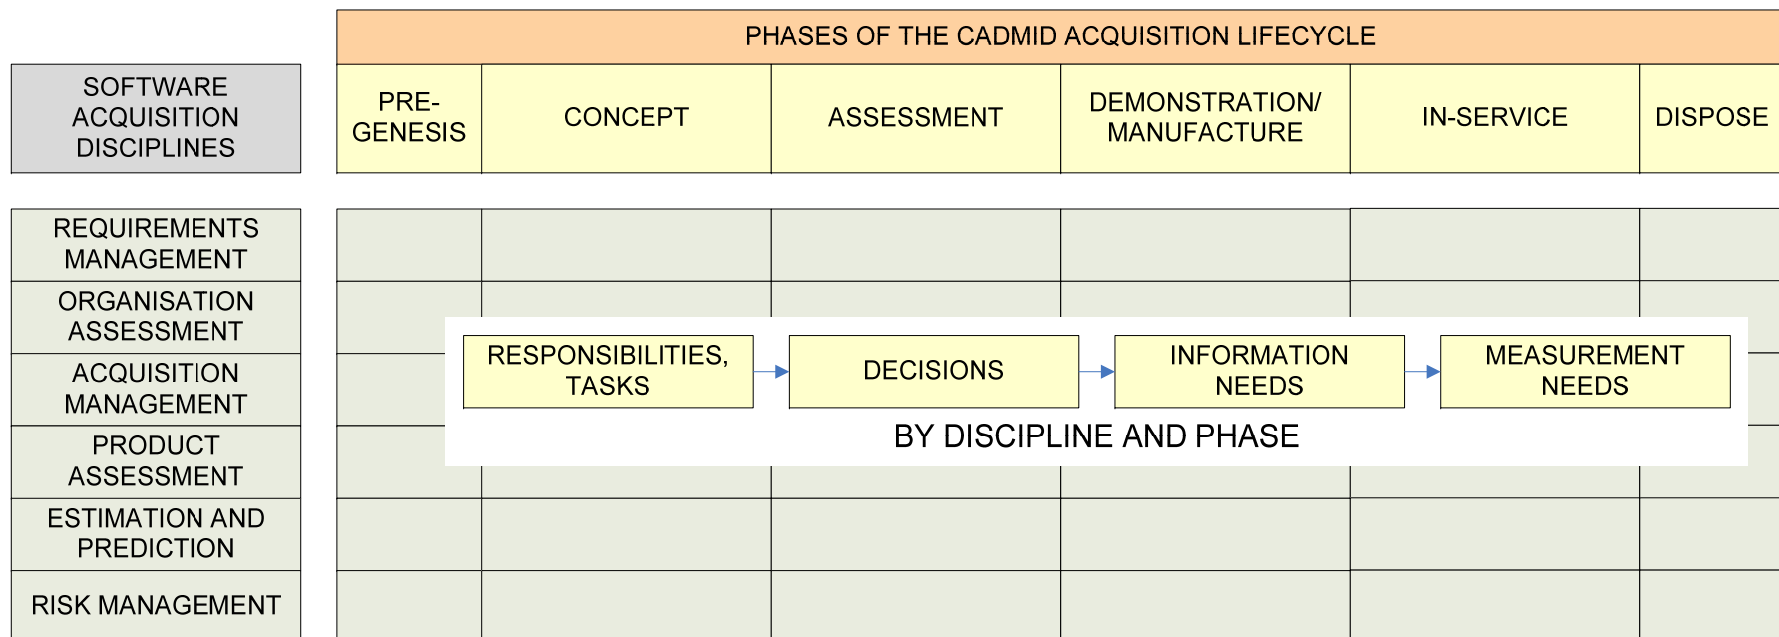 PHASES OF THE CADMID ACQUISITION LIFECYCLE
SOFTWARE
ACQUISITION
DISCIPLINES
PRE-
GENESIS
CONCEPT
ASSESSMENT
DEMONSTRATION/
MANUFACTURE
IN-SERVICE
DISPOSE
REQUIREMENTS
MANAGEMENT
ORGANISATION
ASSESSMENT
ACQUISITION
MANAGEMENT
PRODUCT
ASSESSMENT
ESTIMATION AND
PREDICTION
RISK MANAGEMENT
RESPONSIBILITIES,
TASKS
DECISIONS
INFORMATION
NEEDS
MEASUREMENT
NEEDS
BY DISCIPLINE AND PHASE